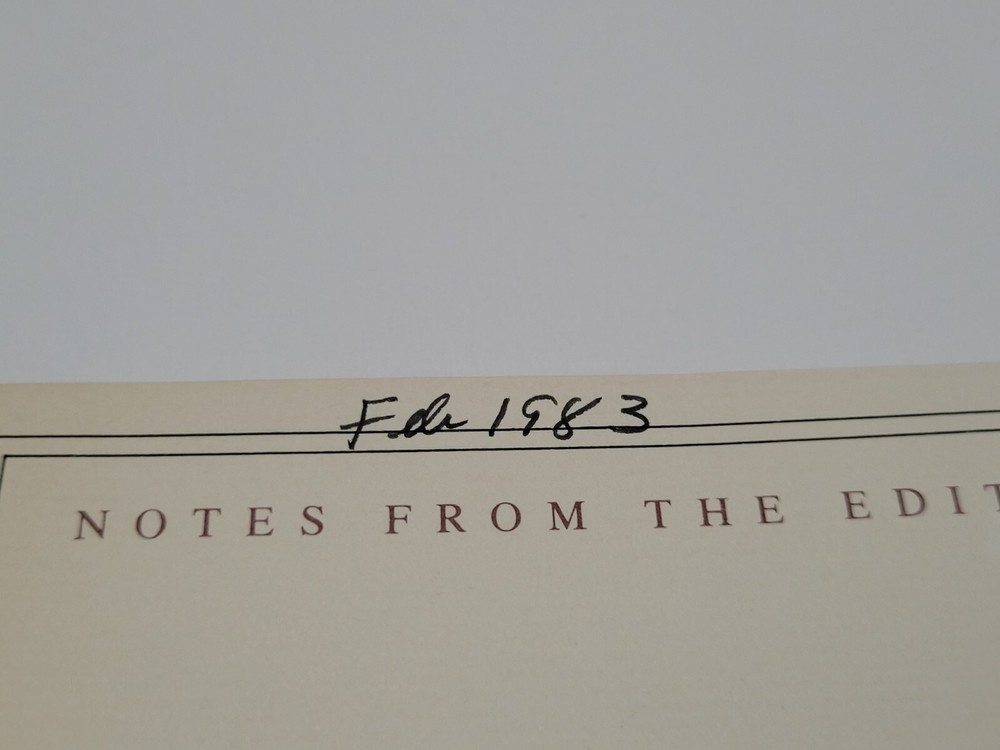 Feb 1983
NOTES FROM THE EDIT